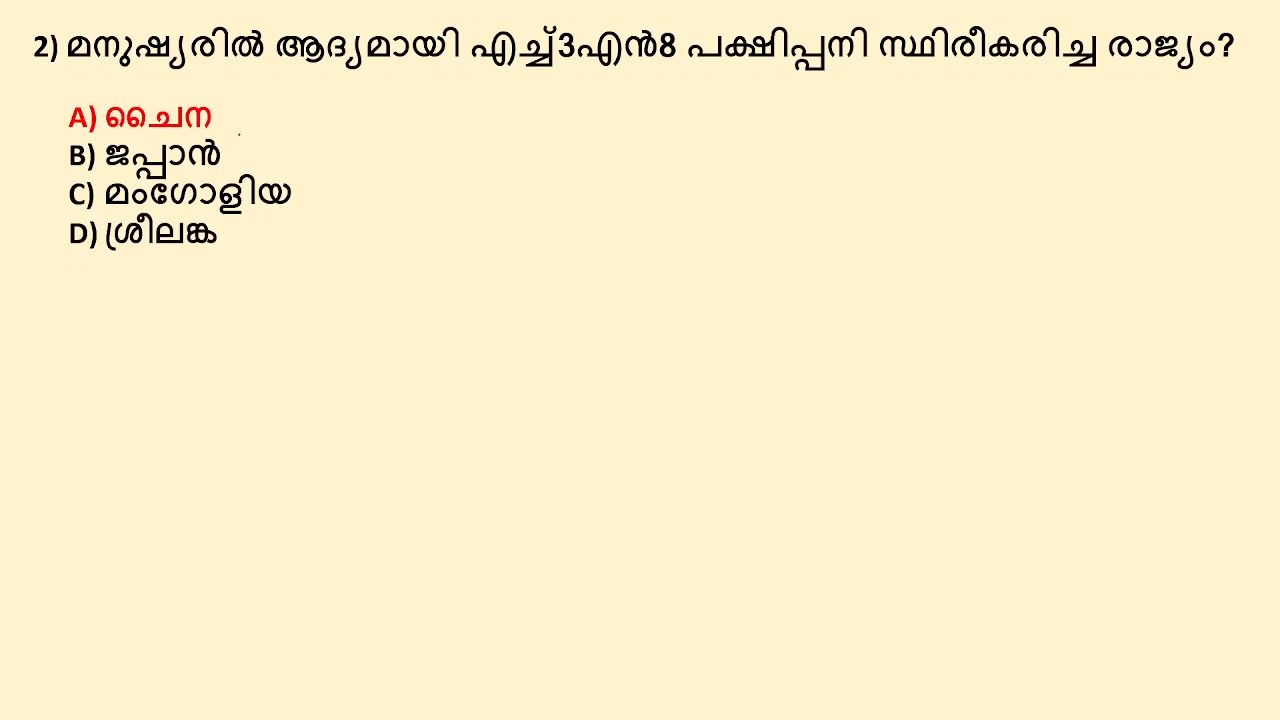 2) മനുഷ്യരിൽ ആദ്യമായി എച്ച്3എൻ8 പക്ഷിപ്പനി സ്ഥിരീകരിച്ച രാജ്യം?
A) ചൈന
B) ജപ്പാൻ
C) മംഗോളിയ
D) ശ്രീലങ്ക